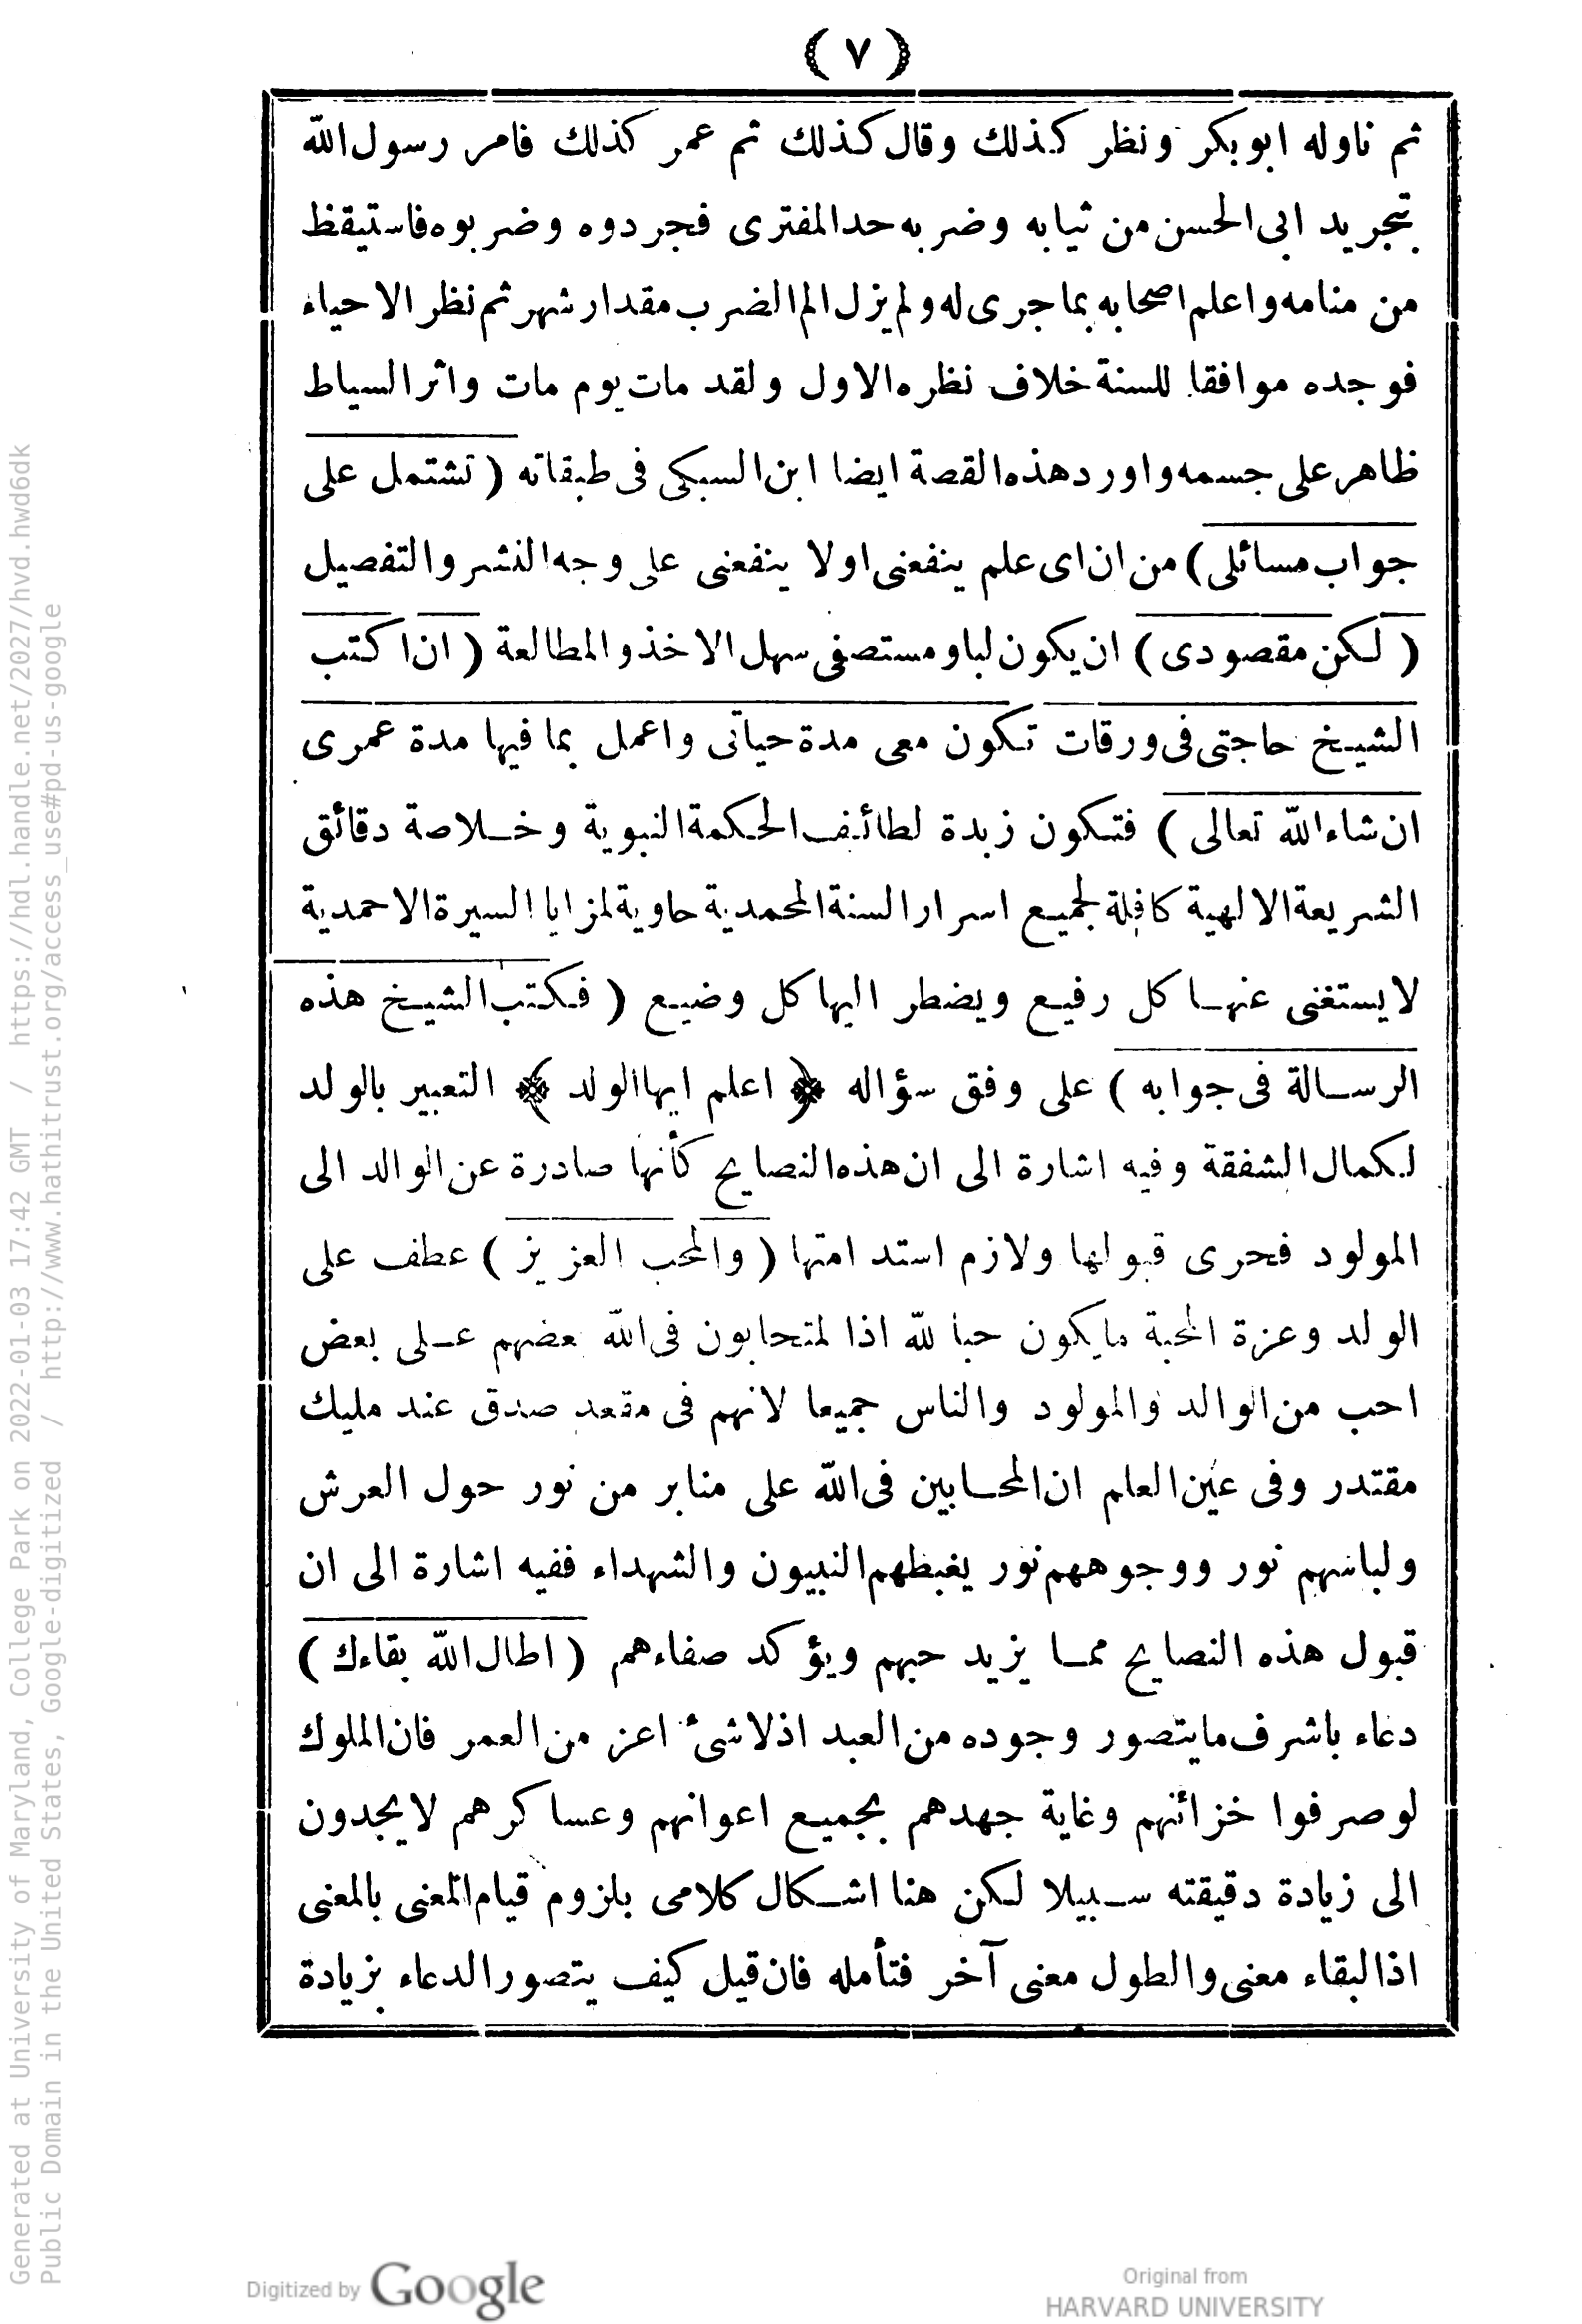 ( ٧ )
ثم ناوله ابوبكر ونظر كذلك وقال كذلك ثم عمر كذلك فامر رسول الله
بتجريد ابى الحسن من ثيابه وضربه حد المفترى فجردوه وضربوه فاستيقظ
من منامه واعلم اصحابه بما جرى له ولم يزل الم الضرب مقدار شهر ثم نظر الاحياء
فوجده موافقا للسنة خلاف نظره الاول ولقد مات يوم مات واثر السياط
ظاهر على جسمه واورد هذه القصة ايضا ابن السبكى فى طبقاته ( تشتمل على
جواب مسائلى ) من ان اى علم ينفعنى اولا ينفعنى على وجه النشر والتفصيل
( لكن مقصودى ) ان يكون لبا ومستصفى سهل الاخذ والمطالعة ( ان اكتب
الشيخ حاجتى فى ورقات تكون معى مدة حياتى واعمل بما فيها مدة عمرى
ان شاء الله تعالى ) فتكون زبدة لطائف الحكمة النبوية وخلاصة دقائق
الشريعة الالهية كافلة لجميع اسرار السنة المحمدية حاوية لمزايا السيرة الاحمدية
لايستغنى عنها كل رفيع ويضطر اليها كل وضيع ( فكتب الشيخ هذه
الرسالة فى جوابه ) على وفق سؤاله ﴿ اعلم ايها الولد ﴾ التعبير بالولد
لكمال الشفقة وفيه اشارة الى ان هذه النصايح كأنها صادرة عن الوالد الى
المولود فحرى قبولها ولازم استدامتها ( والمحب العزيز ) عطف على
الولد وعزة المحبة مايكون حبا لله اذا لمتحابون فى الله بعضهم على بعض
احب من الوالد والمولود والناس جميعا لانهم فى مقعد صدق عند مليك
مقتدر وفى عين العلم ان المحابين فى الله على منابر من نور حول العرش
ولباسهم نور ووجوههم نور يغبطهم النبيون والشهداء ففيه اشارة الى ان
قبول هذه النصايح مما يزيد حبهم ويؤكد صفاءهم ( اطال الله بقاءك )
دعاء باشرف مايتصور وجوده من العبد اذلاشئ اعز من العمر فان الملوك
لوصرفوا خزائنهم وغاية جهدهم بجميع اعوانهم وعساكرهم لايجدون
الى زيادة دقيقته سبيلا لكن هنا اشكال كلامى بلزوم قيام المعنى بالمعنى
اذا لبقاء معنى والطول معنى آخر فتأمله فان قيل كيف يتصور الدعاء بزيادة
Generated at University of Maryland, College Park on 2022-01-03 17:42 GMT / https://hdl.handle.net/2027/hvd.hwd6dk
Public Domain in the United States, Google-digitized / http://www.hathitrust.org/access_use#pd-us-google
Digitized by Google
Original from
HARVARD UNIVERSITY